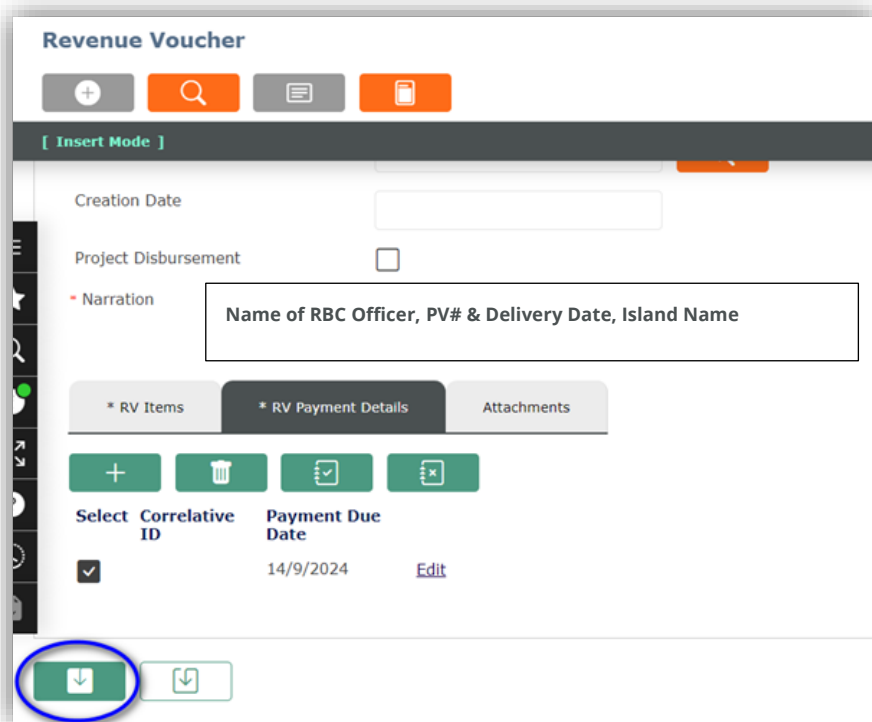 Revenue Voucher
[ Insert Mode ]
Creation Date
Project Disbursement
* Narration
Name of RBC Officer, PV# & Delivery Date, Island Name
* RV Items * RV Payment Details Attachments
Select Correlative ID Payment Due Date
14/9/2024 Edit